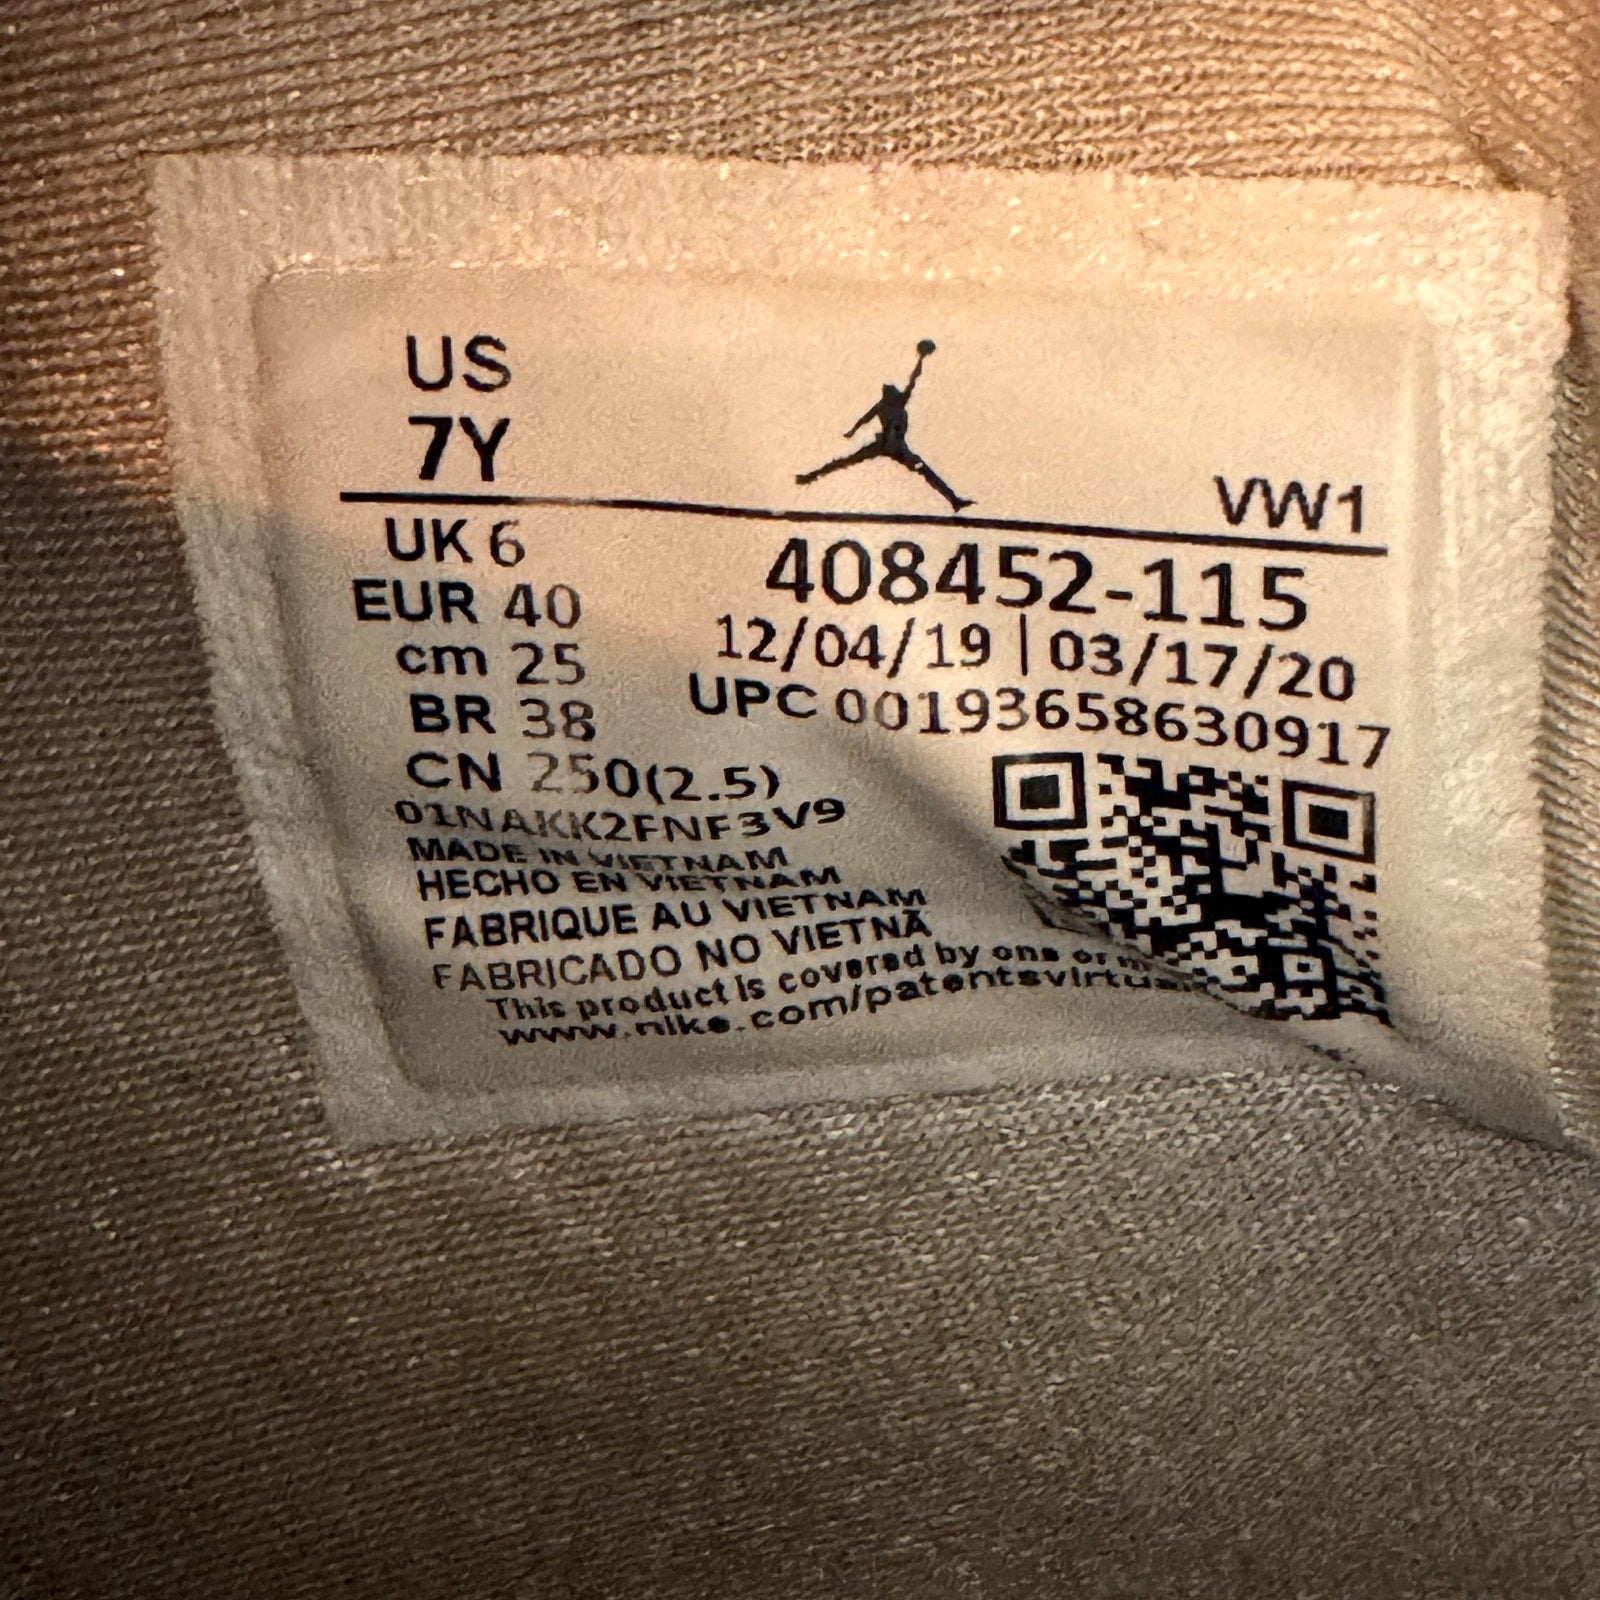 US
7Y
VW1
UK 6
408452-115
EUR 40
12/04/19 | 03/17/20
cm 25
UPC 00193658630917
BR 38
CN 250(2.5)
01NAKK2FNF3V9
MADE IN VIETNAM
HECHO EN VIETNAM
FABRIQUE AU VIETNAM
FABRICADO NO VIETNÃ
This product is covered by one or
www.nike.com/patentsvirtua